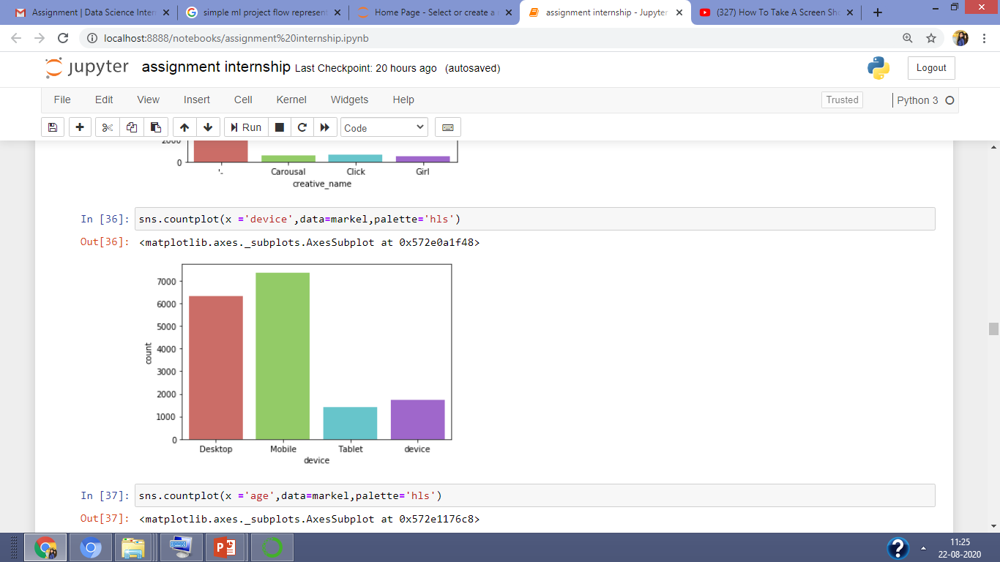 Assignment | Data Science Inter
simple ml project flow represent
Home Page - Select or create a
assignment internship - Jupyter
(327) How To Take A Screen Sh
localhost:8888/notebooks/assignment%20internship.ipynb
jupyter assignment internship Last Checkpoint: 20 hours ago (autosaved)
Logout
File Edit View Insert Cell Kernel Widgets Help
Trusted
Python 3
Run
Code
2000
0
'- Carousal Click Girl
creative_name
In [36]: sns.countplot(x ='device',data=markel,palette='hls')
Out[36]: <matplotlib.axes._subplots.AxesSubplot at 0x572e0a1f48>
7000
6000
5000
4000
count
3000
2000
1000
0
Desktop Mobile Tablet device
device
In [37]: sns.countplot(x ='age',data=markel,palette='hls')
Out[37]: <matplotlib.axes._subplots.AxesSubplot at 0x572e1176c8>
11:25
22-08-2020